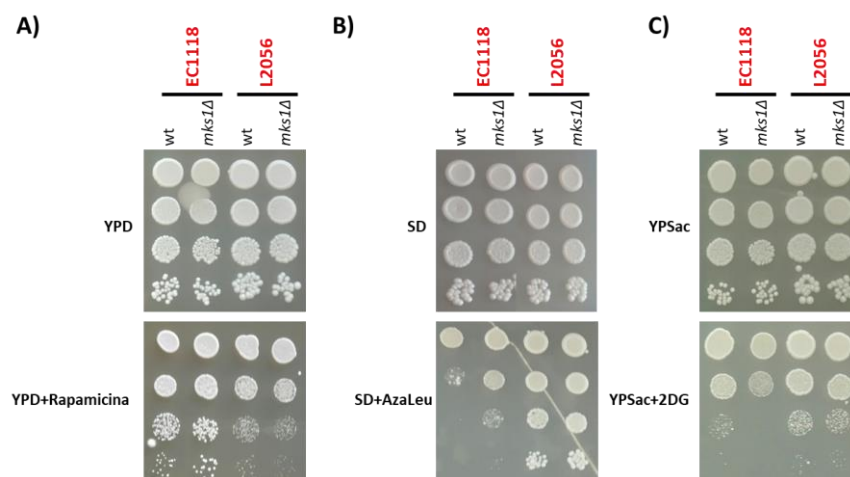 A)
EC1118
L2056
wt
mks1Δ
wt
mks1Δ
YPD
YPD+Rapamicina
B)
EC1118
L2056
wt
mks1Δ
wt
mks1Δ
SD
SD+AzaLeu
C)
EC1118
L2056
wt
mks1Δ
wt
mks1Δ
YPSac
YPSac+2DG